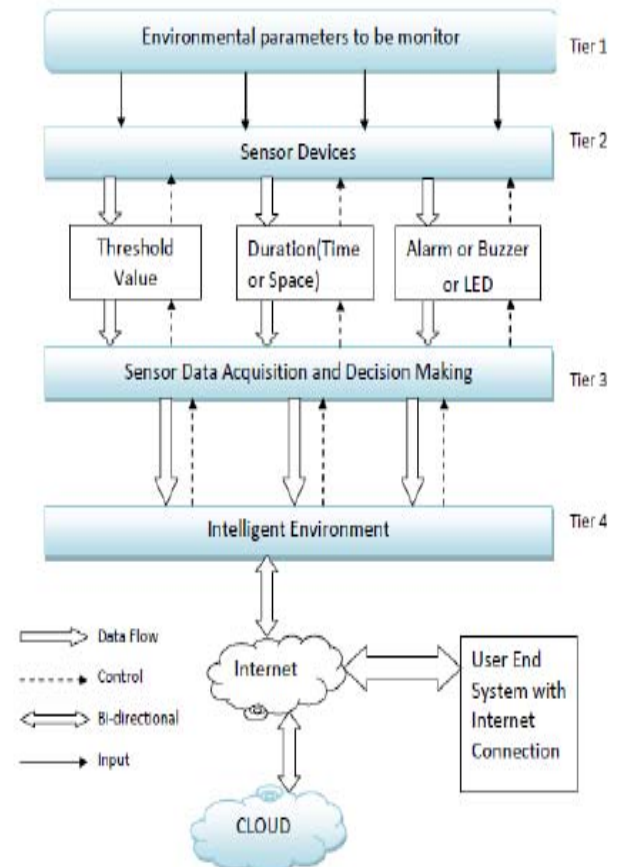 Environmental parameters to be monitor
Tier 1
Sensor Devices
Tier 2
Threshold
Value
Duration(Time
or Space)
Alarm or Buzzer
or LED
Sensor Data Acquisition and Decision Making
Tier 3
Intelligent Environment
Tier 4
Data Flow
Control
Bi-directional
Input
Internet
User End
System with
Internet
Connection
CLOUD